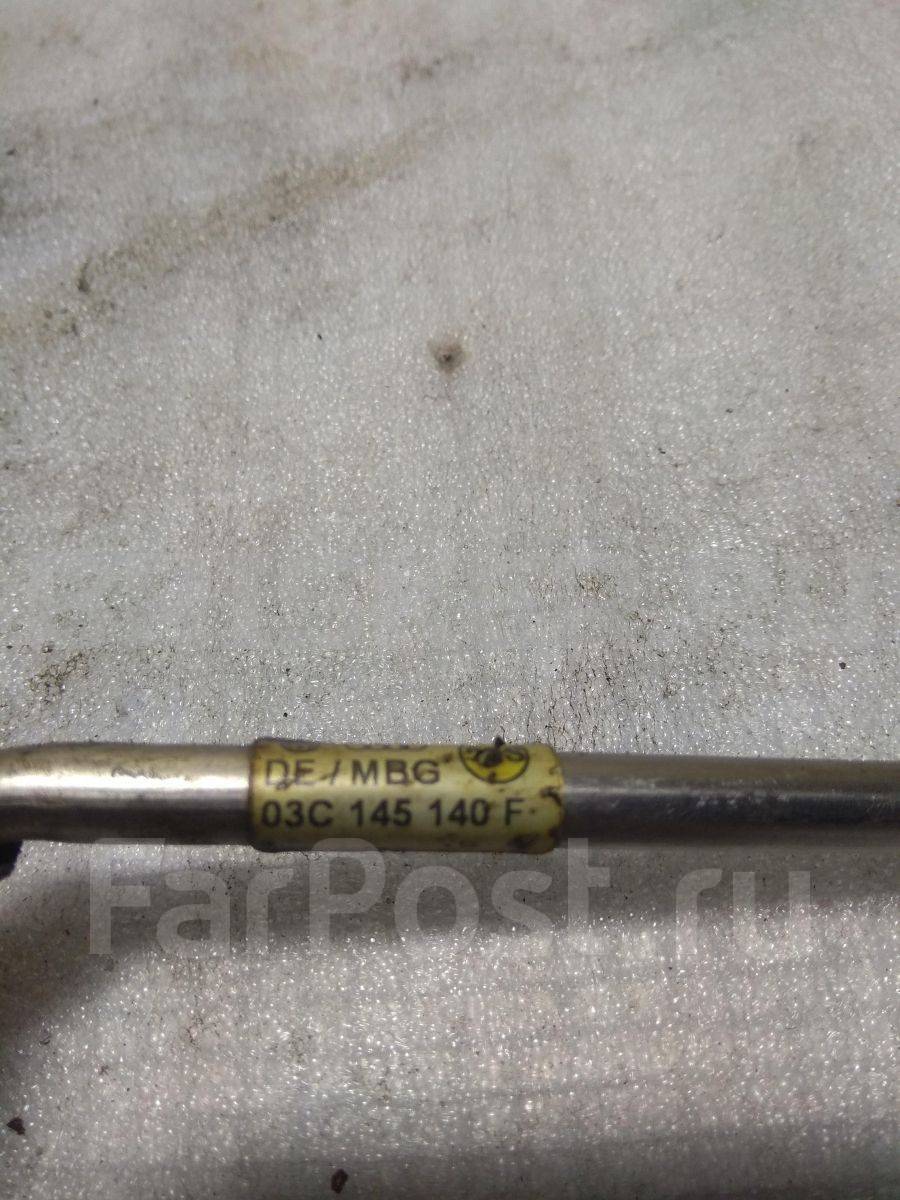 DE / MBG
03C 145 140 F
FarPost.ru